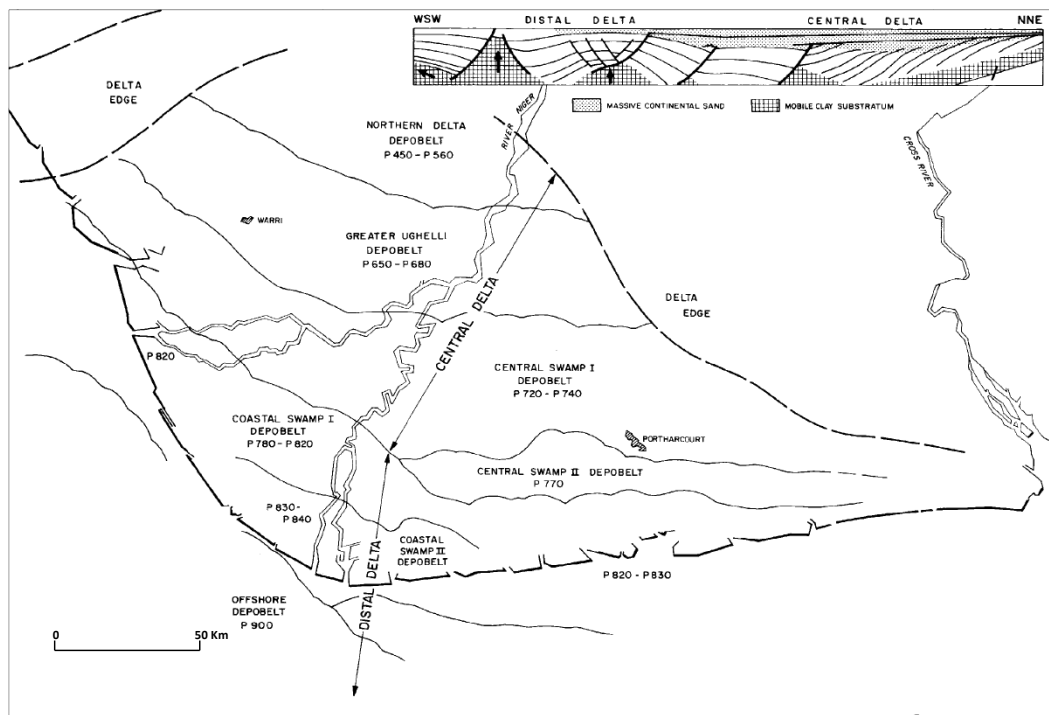 WSW DISTAL DELTA CENTRAL DELTA NNE
MASSIVE CONTINENTAL SAND MOBILE CLAY SUBSTRATUM
DELTA
EDGE
NORTHERN DELTA
DEPOBELT
P 450 – P 560
RIVER NIGER
CROSS RIVER
WARRI
GREATER UGHELLI
DEPOBELT
P 650 – P 680
CENTRAL DELTA
DELTA
EDGE
P 820
CENTRAL SWAMP I
DEPOBELT
P 720 – P 740
COASTAL SWAMP I
DEPOBELT
P 780 – P 820
PORTHARCOURT
CENTRAL SWAMP II DEPOBELT
P 770
P 830 –
P 840
COASTAL
SWAMP II
DEPOBELT
DISTAL DELTA
P 820 – P 830
OFFSHORE
DEPOBELT
P 900
0 50 Km